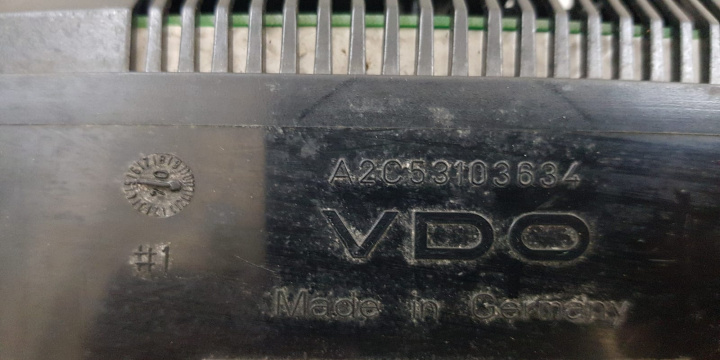 A2C53103634
VDO
#1
Made in Germany